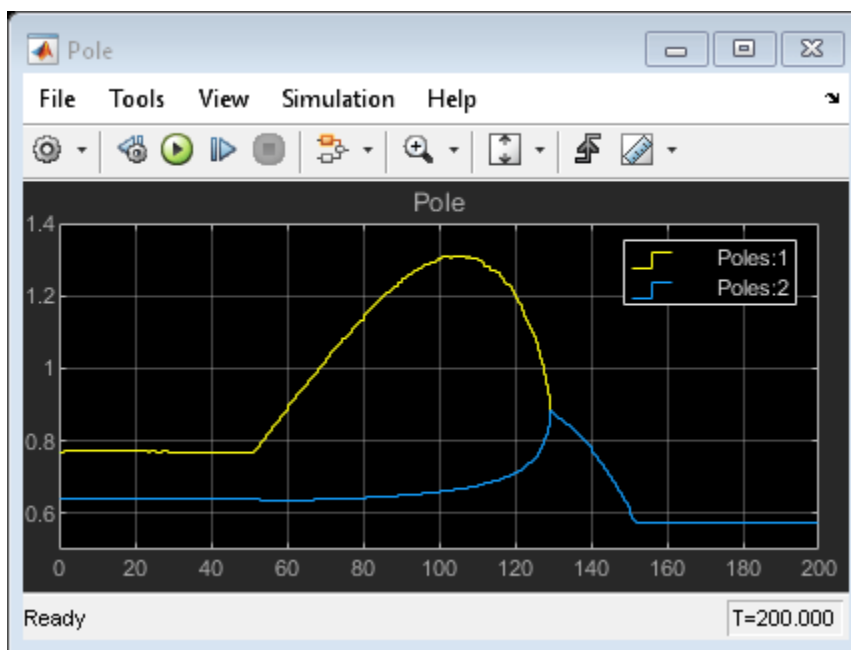 Pole
File Tools View Simulation Help
Pole
1.4
Poles:1
Poles:2
1.2
1
0.8
0.6
0 20 40 60 80 100 120 140 160 180 200
Ready T=200.000